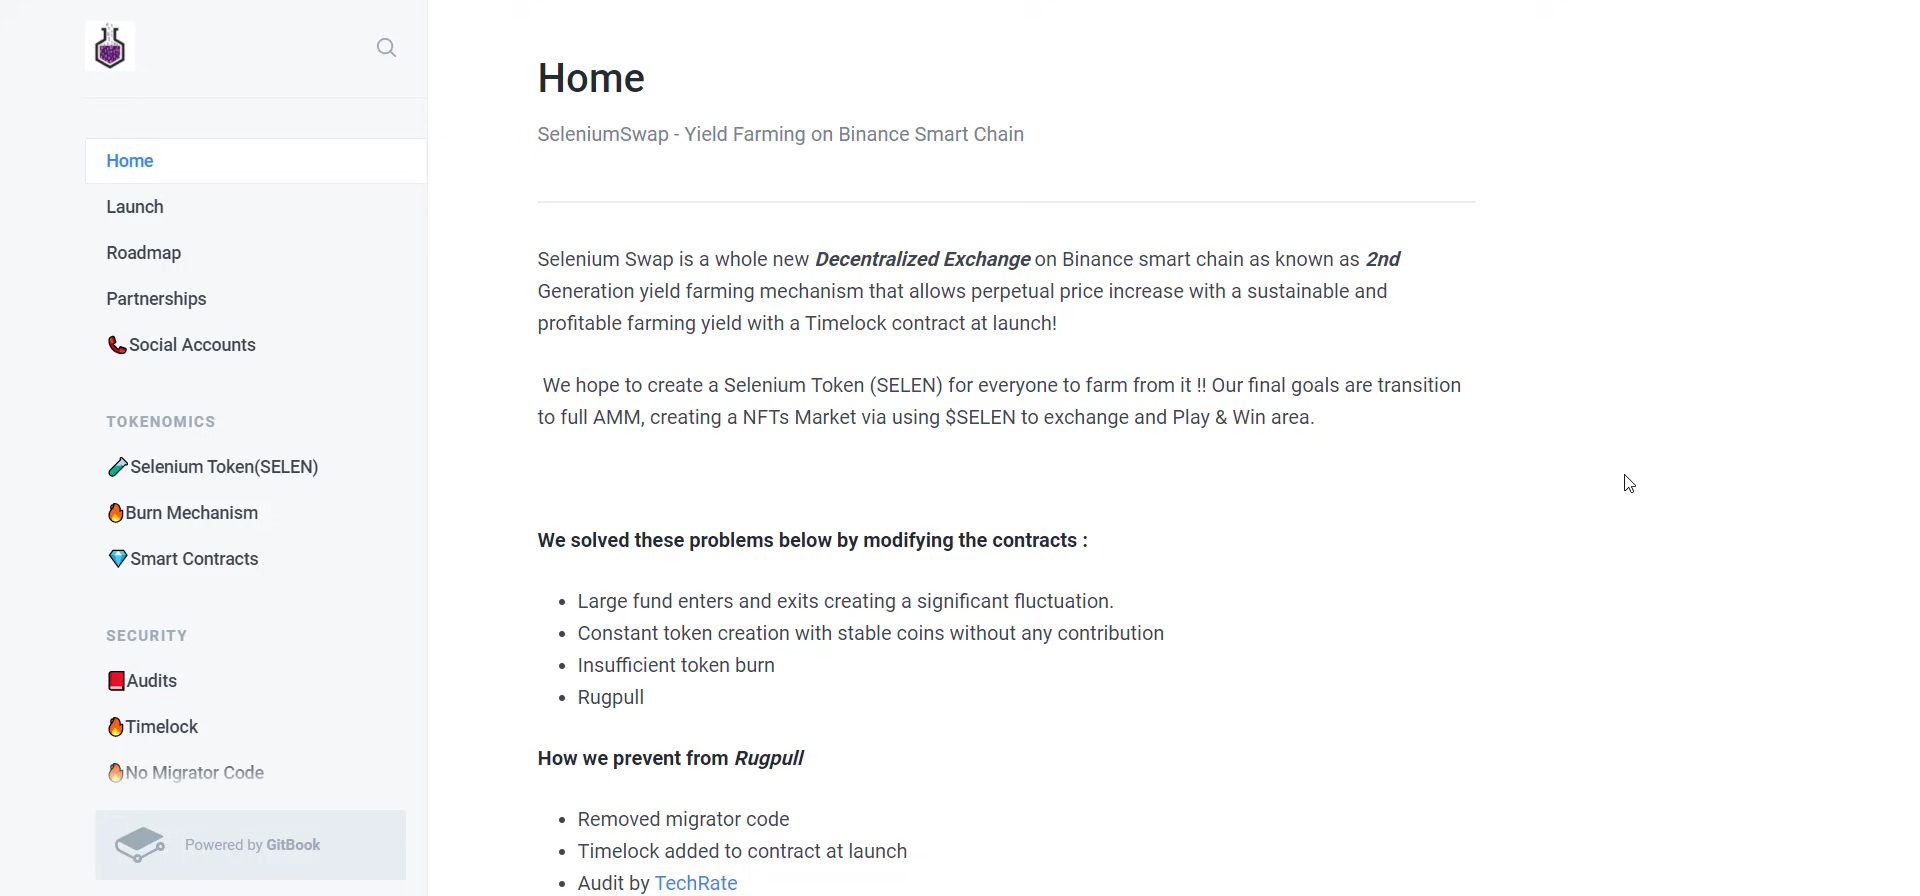 Home
Launch
Roadmap
Partnerships
Social Accounts
TOKENOMICS
Selenium Token(SELEN)
Burn Mechanism
Smart Contracts
SECURITY
Audits
Timelock
No Migrator Code
Powered by GitBook
Home
SeleniumSwap - Yield Farming on Binance Smart Chain
Selenium Swap is a whole new Decentralized Exchange on Binance smart chain as known as 2nd
Generation yield farming mechanism that allows perpetual price increase with a sustainable and
profitable farming yield with a Timelock contract at launch!
We hope to create a Selenium Token (SELEN) for everyone to farm from it !! Our final goals are transition
to full AMM, creating a NFTs Market via using $SELEN to exchange and Play & Win area.
We solved these problems below by modifying the contracts :
• Large fund enters and exits creating a significant fluctuation.
• Constant token creation with stable coins without any contribution
• Insufficient token burn
• Rugpull
How we prevent from Rugpull
• Removed migrator code
• Timelock added to contract at launch
• Audit by TechRate